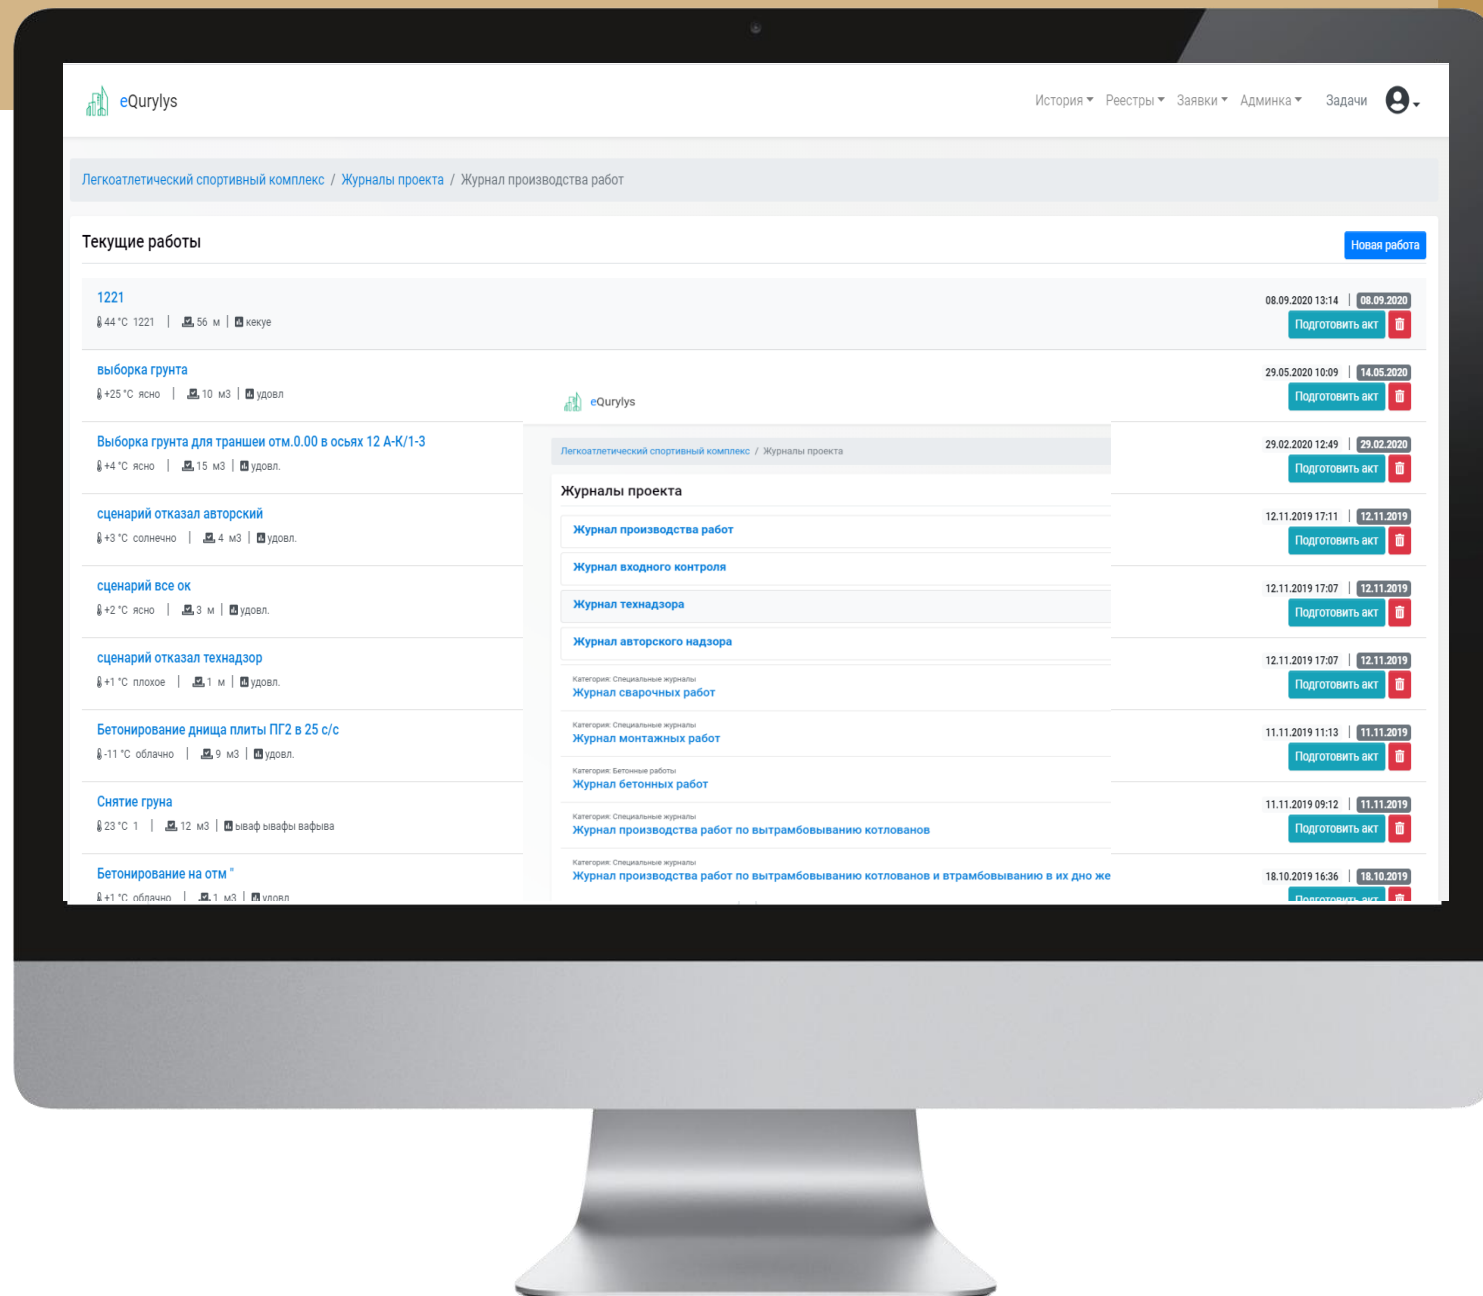 eQurylys
История Реестры Заявки Админка Задачи
Легкоатлетический спортивный комплекс / Журналы проекта / Журнал производства работ
Текущие работы
Новая работа
1221
08.09.2020 13:14 | 08.09.2020
44 °C 1221 | 56 м | кекуе
Подготовить акт
выборка грунта
29.05.2020 10:09 | 14.05.2020
+25 °C ясно | 10 м3 | удовл
Подготовить акт
Выборка грунта для траншеи отм.0.00 в осьях 12 А-К/1-3
29.02.2020 12:49 | 29.02.2020
+4 °C ясно | 15 м3 | удовл.
Подготовить акт
сценарий отказал авторский
12.11.2019 17:11 | 12.11.2019
+3 °C солнечно | 4 м3 | удовл.
Подготовить акт
сценарий все ок
12.11.2019 17:07 | 12.11.2019
+2 °C ясно | 3 м | удовл.
Подготовить акт
сценарий отказал технадзор
12.11.2019 17:07 | 12.11.2019
+1 °C плохое | 1 м | удовл.
Подготовить акт
Бетонирование днища плиты ПГ2 в 25 с/с
11.11.2019 11:13 | 11.11.2019
-11 °C облачно | 9 м3 | удовл.
Подготовить акт
Снятие груна
11.11.2019 09:12 | 11.11.2019
23 °C 1 | 12 м3 | ываф ывафы вафыва
Подготовить акт
Бетонирование на отм "
18.10.2019 16:36 | 18.10.2019
+1 °C облачно | 1 м3 | удовл
Подготовить акт
eQurylys
Легкоатлетический спортивный комплекс / Журналы проекта
Журналы проекта
Журнал производства работ
Журнал входного контроля
Журнал технадзора
Журнал авторского надзора
Категория: Специальные журналы
Журнал сварочных работ
Категория: Специальные журналы
Журнал монтажных работ
Категория: Бетонные работы
Журнал бетонных работ
Категория: Специальные журналы
Журнал производства работ по вытрамбовыванию котлованов
Категория: Специальные журналы
Журнал производства работ по вытрамбовыванию котлованов и втрамбовыванию в их дно же